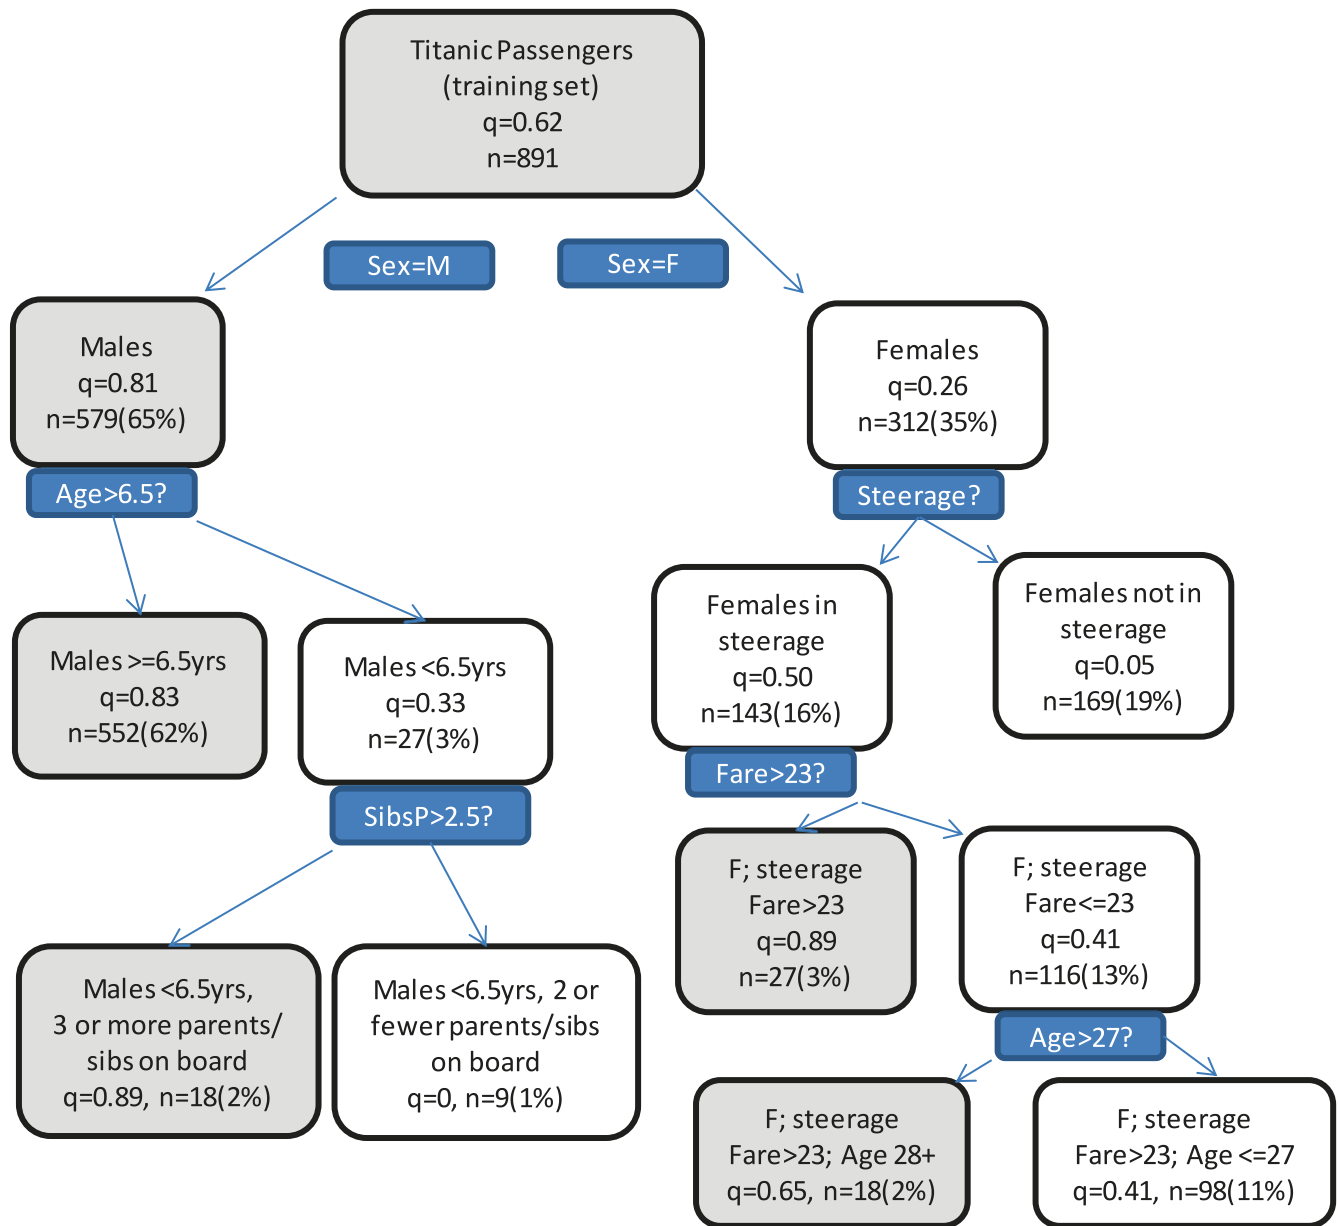 Titanic Passengers
(training set)
q=0.62
n=891
Sex=M
Sex=F
Males
q=0.81
n=579(65%)
Females
q=0.26
n=312(35%)
Age>6.5?
Steerage?
Males >=6.5yrs
q=0.83
n=552(62%)
Males <6.5yrs
q=0.33
n=27(3%)
Females in
steerage
q=0.50
n=143(16%)
Females not in
steerage
q=0.05
n=169(19%)
SibsP>2.5?
Fare>23?
F; steerage
Fare>23
q=0.89
n=27(3%)
F; steerage
Fare<=23
q=0.41
n=116(13%)
Males <6.5yrs,
3 or more parents/
sibs on board
q=0.89, n=18(2%)
Males <6.5yrs, 2 or
fewer parents/sibs
on board
q=0, n=9(1%)
Age>27?
F; steerage
Fare>23; Age 28+
q=0.65, n=18(2%)
F; steerage
Fare>23; Age <=27
q=0.41, n=98(11%)